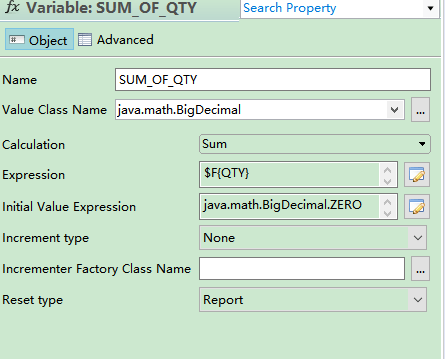 fx Variable: SUM_OF_QTY Search Property
Object Advanced
Name SUM_OF_QTY
Value Class Name java.math.BigDecimal ...
Calculation Sum
Expression $F{QTY}
Initial Value Expression java.math.BigDecimal.ZERO
Increment type None
Incrementer Factory Class Name ...
Reset type Report